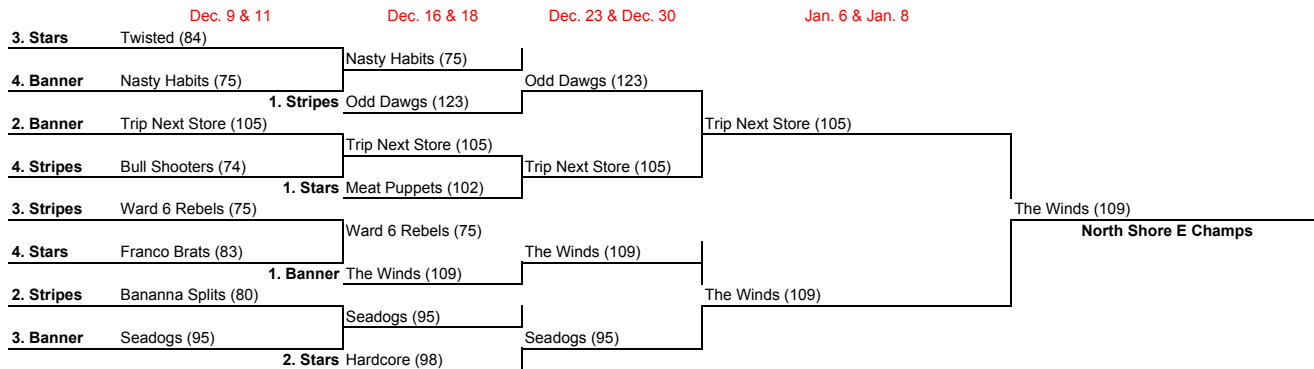 Dec. 9 & 11 Dec. 16 & 18 Dec. 23 & Dec. 30 Jan. 6 & Jan. 8
3. Stars Twisted (84)
Nasty Habits (75)
4. Banner Nasty Habits (75) Odd Dawgs (123)
1. Stripes Odd Dawgs (123)
2. Banner Trip Next Store (105) Trip Next Store (105)
Trip Next Store (105)
4. Stripes Bull Shooters (74) Trip Next Store (105)
1. Stars Meat Puppets (102)
3. Stripes Ward 6 Rebels (75) The Winds (109)
Ward 6 Rebels (75) North Shore E Champs
4. Stars Franco Brats (83) The Winds (109)
1. Banner The Winds (109)
2. Stripes Bananna Splits (80) The Winds (109)
Seadogs (95)
3. Banner Seadogs (95) Seadogs (95)
2. Stars Hardcore (98)